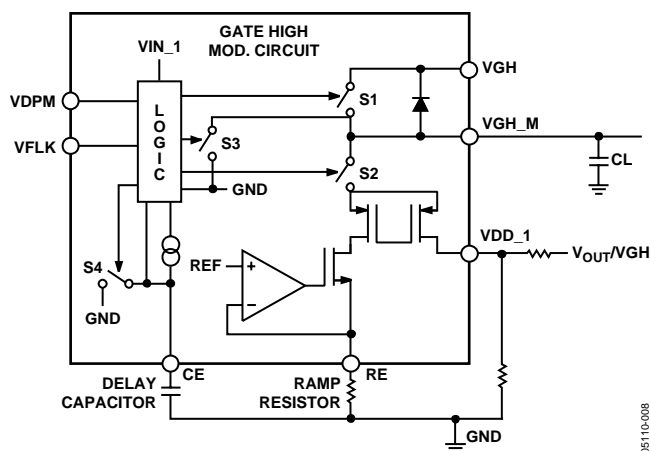 GATE HIGH
MOD. CIRCUIT
VIN_1
VGH
VDPM
S1
LOGIC
VGH_M
VFLK
S3
CL
S2
GND
VDD_1
VOUT/VGH
S4
REF
+
–
GND
CE
RE
DELAY
CAPACITOR
RAMP
RESISTOR
GND
05110-008